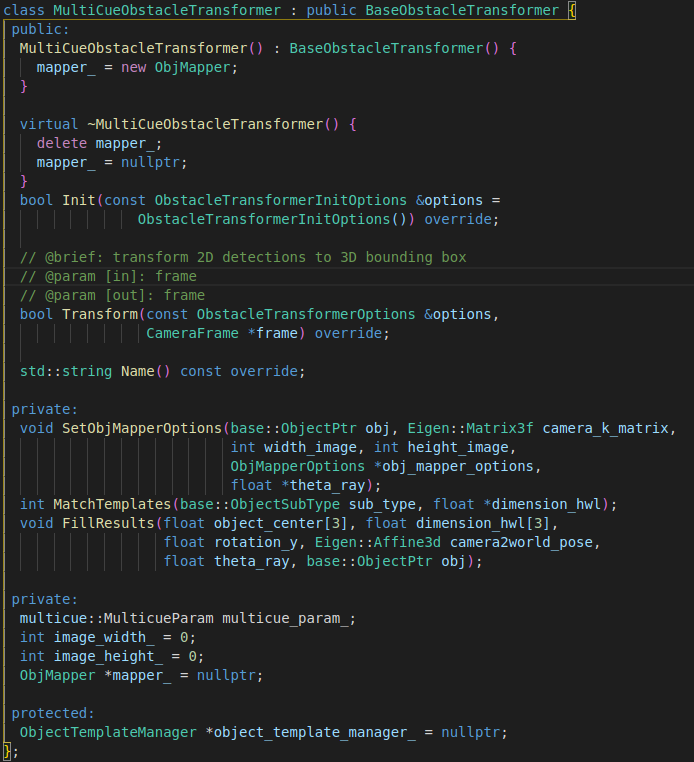 class MultiCueObstacleTransformer : public BaseObstacleTransformer {
 public:
  MultiCueObstacleTransformer() : BaseObstacleTransformer() {
    mapper_ = new ObjMapper;
  }

  virtual ~MultiCueObstacleTransformer() {
    delete mapper_;
    mapper_ = nullptr;
  }
  bool Init(const ObstacleTransformerInitOptions &options =
                ObstacleTransformerInitOptions()) override;

  // @brief: transform 2D detections to 3D bounding box
  // @param [in]: frame
  // @param [out]: frame
  bool Transform(const ObstacleTransformerOptions &options,
                 CameraFrame *frame) override;

  std::string Name() const override;

 private:
  void SetObjMapperOptions(base::ObjectPtr obj, Eigen::Matrix3f camera_k_matrix,
                           int width_image, int height_image,
                           ObjMapperOptions *obj_mapper_options,
                           float *theta_ray);
  int MatchTemplates(base::ObjectSubType sub_type, float *dimension_hwl);
  void FillResults(float object_center[3], float dimension_hwl[3],
                   float rotation_y, Eigen::Affine3d camera2world_pose,
                   float theta_ray, base::ObjectPtr obj);

 private:
  multicue::MulticueParam multicue_param_;
  int image_width_ = 0;
  int image_height_ = 0;
  ObjMapper *mapper_ = nullptr;

 protected:
  ObjectTemplateManager *object_template_manager_ = nullptr;
};